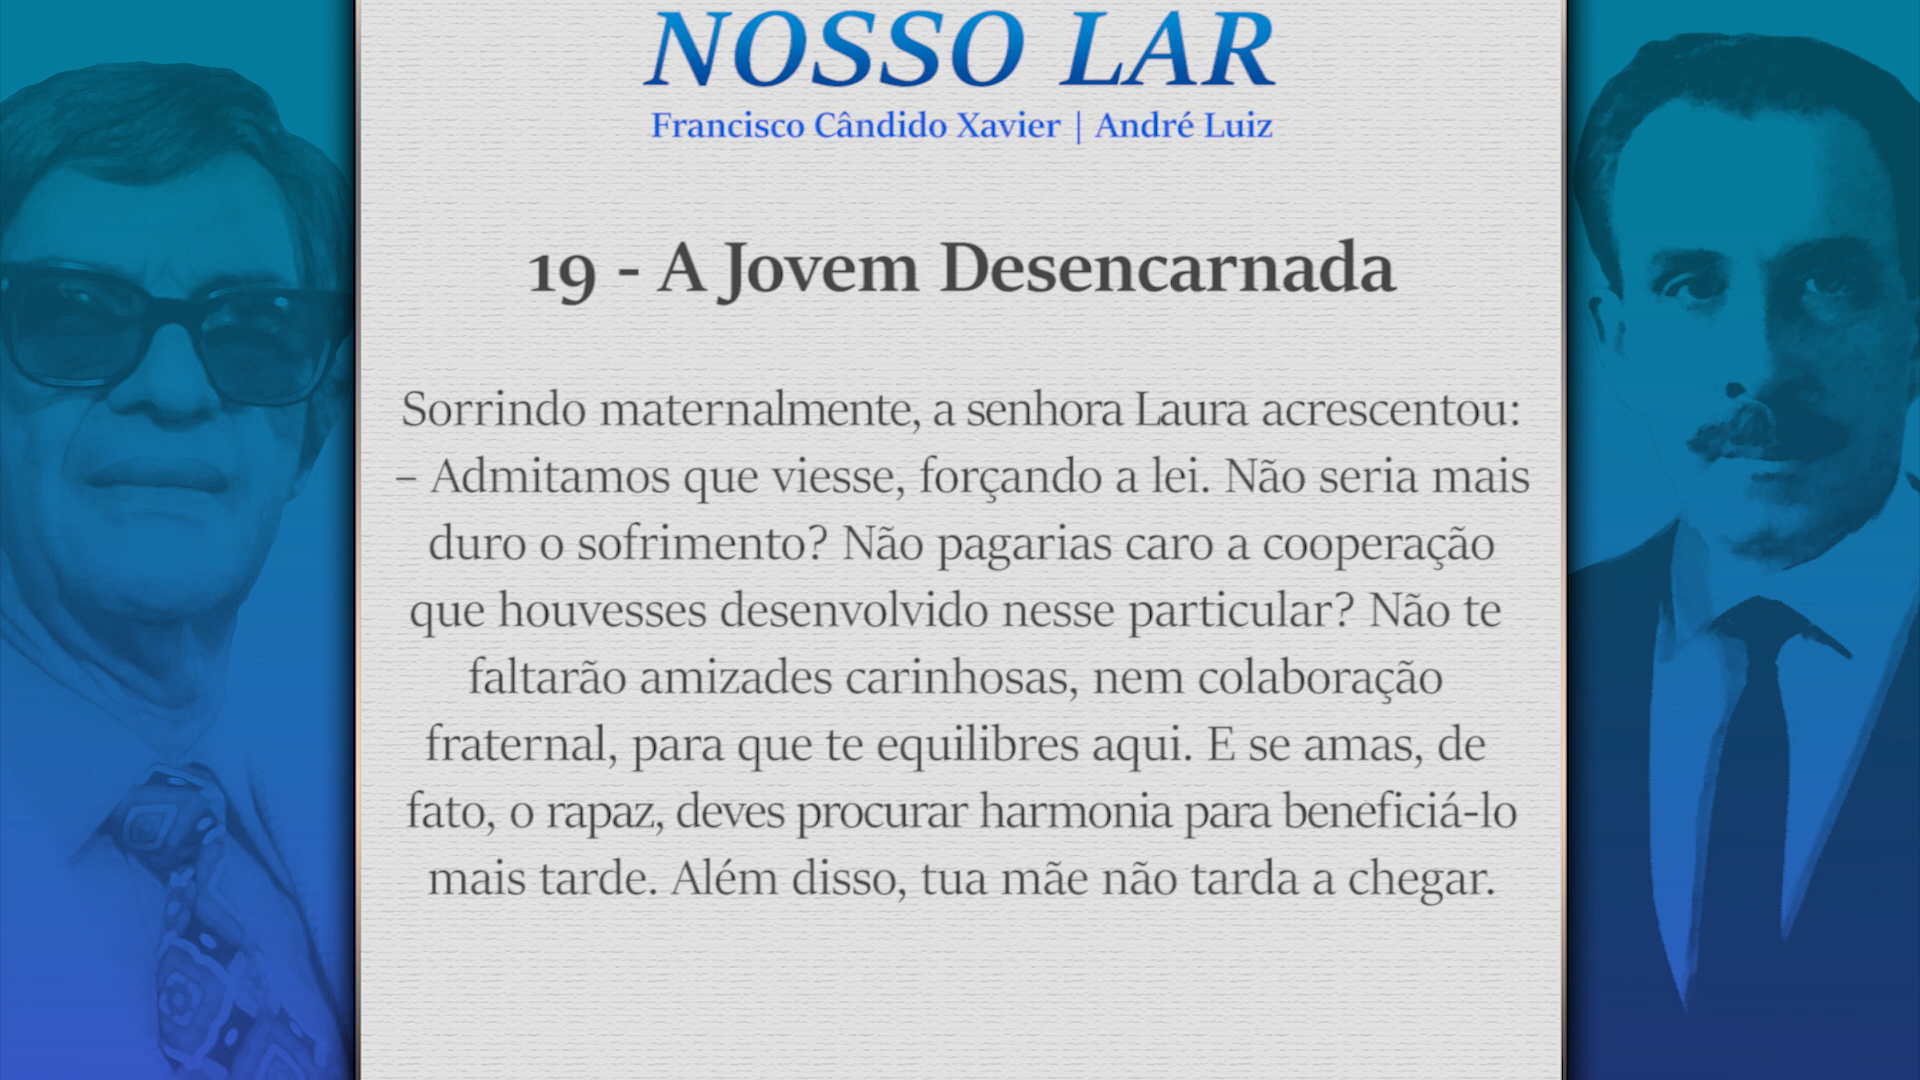 NOSSO LAR
Francisco Cândido Xavier | André Luiz
19 - A Jovem Desencarnada
Sorrindo maternalmente, a senhora Laura acrescentou:
– Admitamos que viesse, forçando a lei. Não seria mais
duro o sofrimento? Não pagarias caro a cooperação
que houvesses desenvolvido nesse particular? Não te
faltarão amizades carinhosas, nem colaboração
fraternal, para que te equilibres aqui. E se amas, de
fato, o rapaz, deves procurar harmonia para beneficiá-lo
mais tarde. Além disso, tua mãe não tarda a chegar.